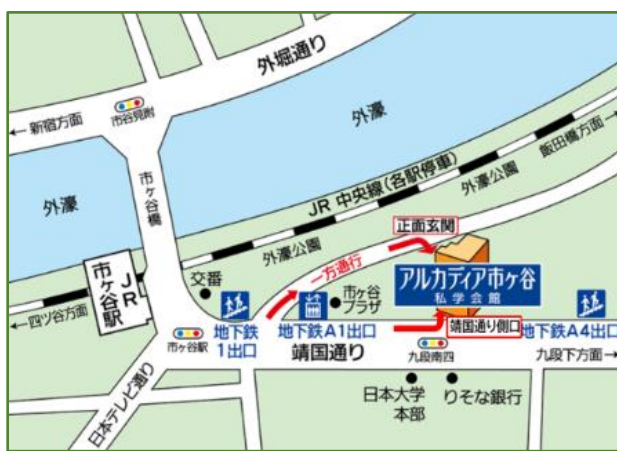 外堀通り
←新宿方面
市谷見附
外濠
飯田橋方面→
市ヶ谷橋
JR 中央線(各駅停車)
外濠公園
外濠
正面玄関
外濠公園
一方通行
JR
市ヶ谷駅
交番
アルカディア市ヶ谷
私学会館
市ヶ谷
プラザ
←四ツ谷方面
市ヶ谷駅
地下鉄
1出口
地下鉄A1出口
靖国通り側口
地下鉄A4出口
靖国通り
九段南四
九段下方面→
日本テレビ通り
日本大学
本部
りそな銀行